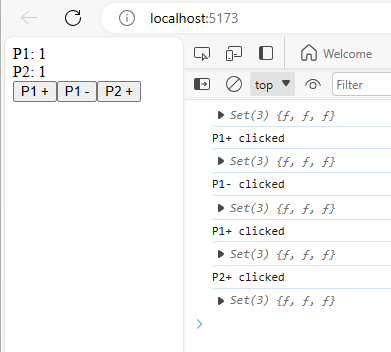 localhost:5173
P1: 1
P2: 1
P1 + P1 - P2 +
Welcome
top Filter
Set(3) {f, f, f}
P1+ clicked
Set(3) {f, f, f}
P1- clicked
Set(3) {f, f, f}
P1+ clicked
Set(3) {f, f, f}
P2+ clicked
Set(3) {f, f, f}